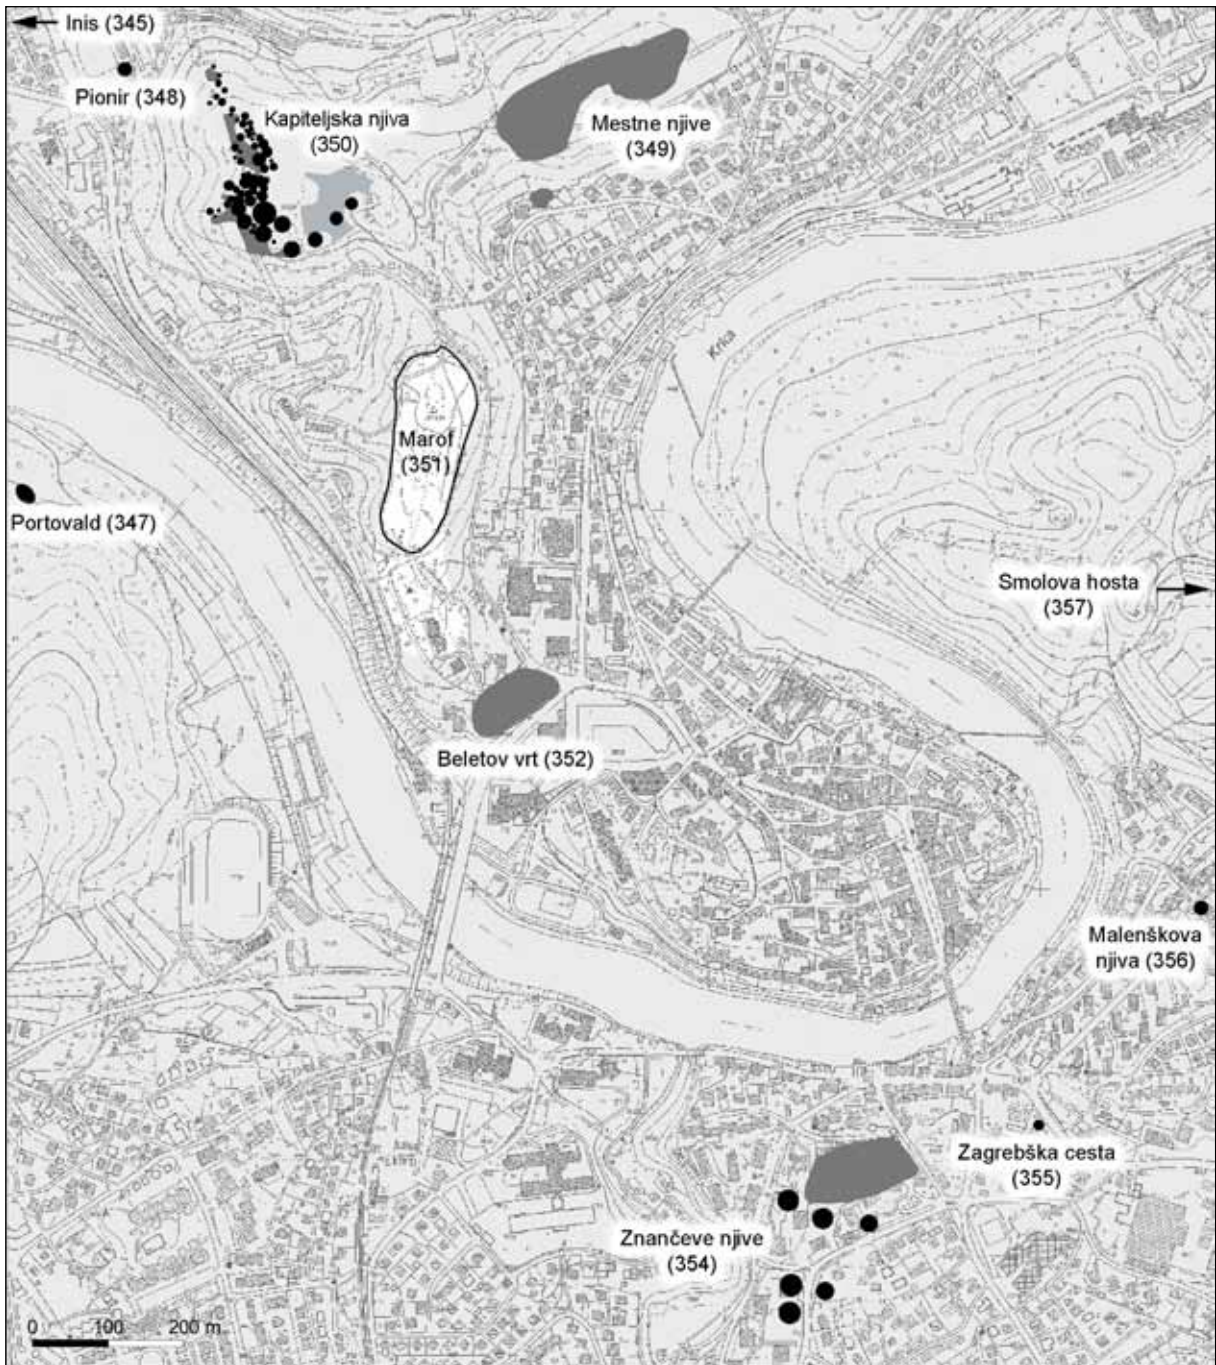 Inis (345)
Pionir (348)
Kapiteljska njiva
(350)
Mestne njive
(349)
Krka
Marof
(351)
Portovald (347)
Smolova hosta
(357)
Beletov vrt (352)
Malenškova
njiva (356)
Zagrebška cesta
(355)
Znančeve njive
(354)
0 100 200 m